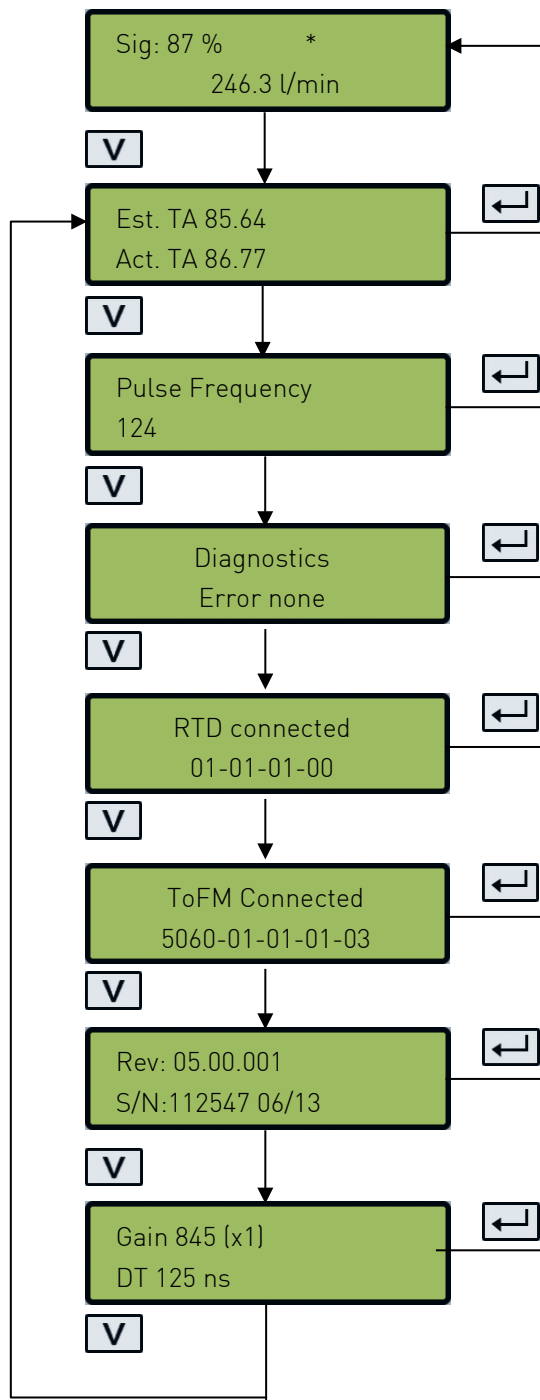 Sig: 87 % *
246.3 l/min
V
Est. TA 85.64
Act. TA 86.77
V
Pulse Frequency
124
V
Diagnostics
Error none
V
RTD connected
01-01-01-00
V
ToFM Connected
5060-01-01-01-03
V
Rev: 05.00.001
S/N:112547 06/13
V
Gain 845 (x1)
DT 125 ns
V